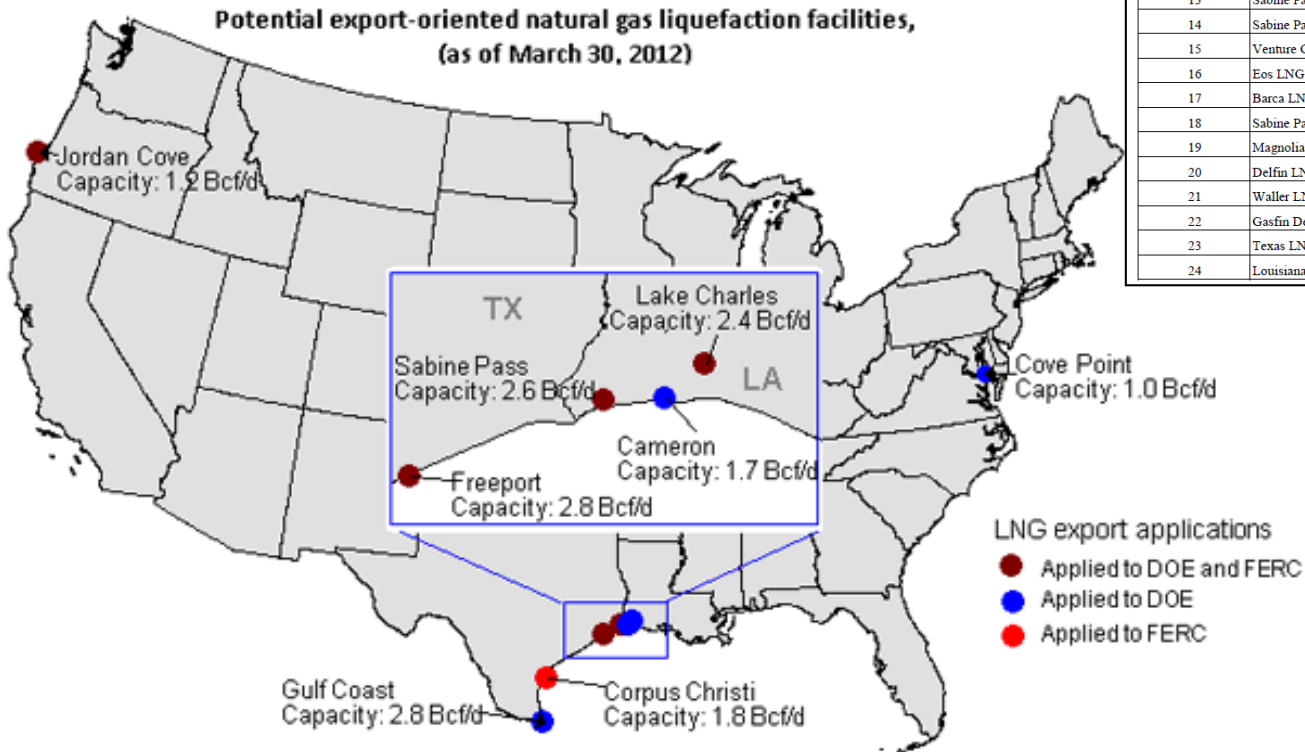 Potential export-oriented natural gas liquefaction facilities,
(as of March 30, 2012)
Jordan Cove
Capacity: 1.2 Bcf/d
TX
Lake Charles
Capacity: 2.4 Bcf/d
Sabine Pass
Capacity: 2.6 Bcf/d
LA
Cameron
Capacity: 1.7 Bcf/d
Freeport
Capacity: 2.8 Bcf/d
Cove Point
Capacity: 1.0 Bcf/d
LNG export applications
Applied to DOE and FERC
Applied to DOE
Applied to FERC
Gulf Coast
Capacity: 2.8 Bcf/d
Corpus Christi
Capacity: 1.8 Bcf/d
14 Sabine Pa
15 Venture
16 Eos LNG
17 Barca LN
18 Sabine Pa
19 Magnolia
20 Delfin LN
21 Waller LN
22 Gasfin De
23 Texas LN
24 Louisiana